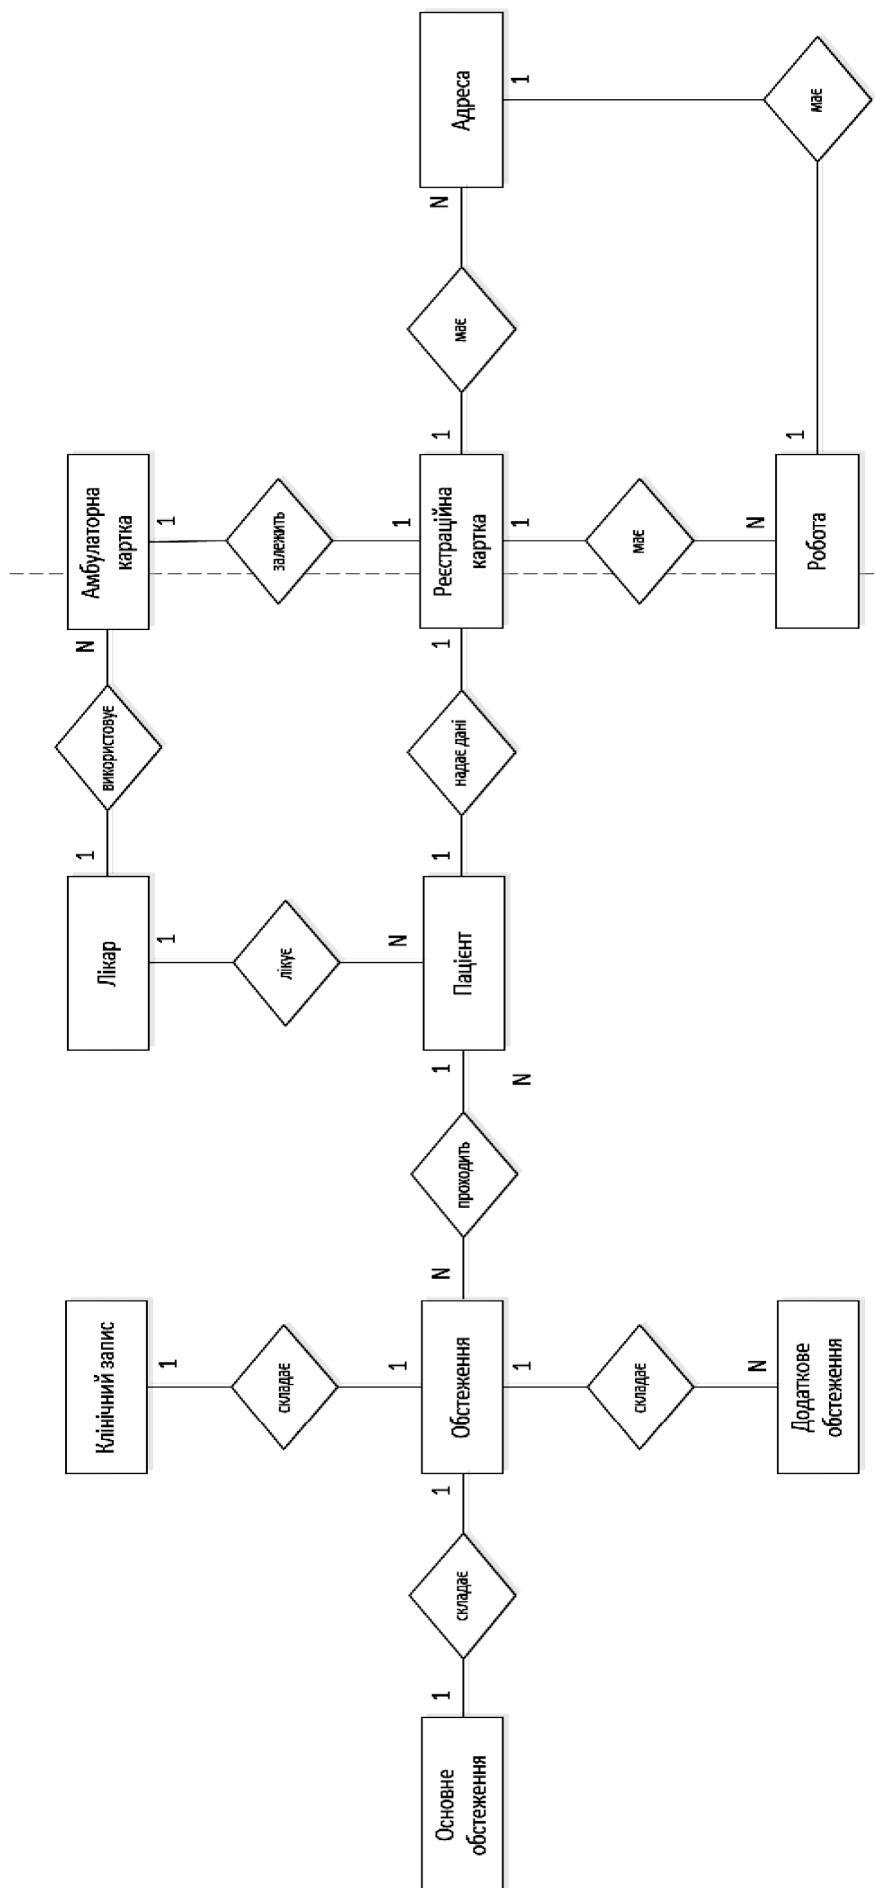 Клінічний запис
Лікар
1
використовує
N
Амбулаторна
картка
1
1
1
складає
лікує
залежить
1
N
1
Основне
обстеження
1
складає
1
Обстеження
N
проходить
1
Пацієнт
1
надає дані
1
Реєстраційна
картка
1
має
N
Адреса
1
N
1
1
складає
має
N
N
Додаткове
обстеження
Робота
1
має